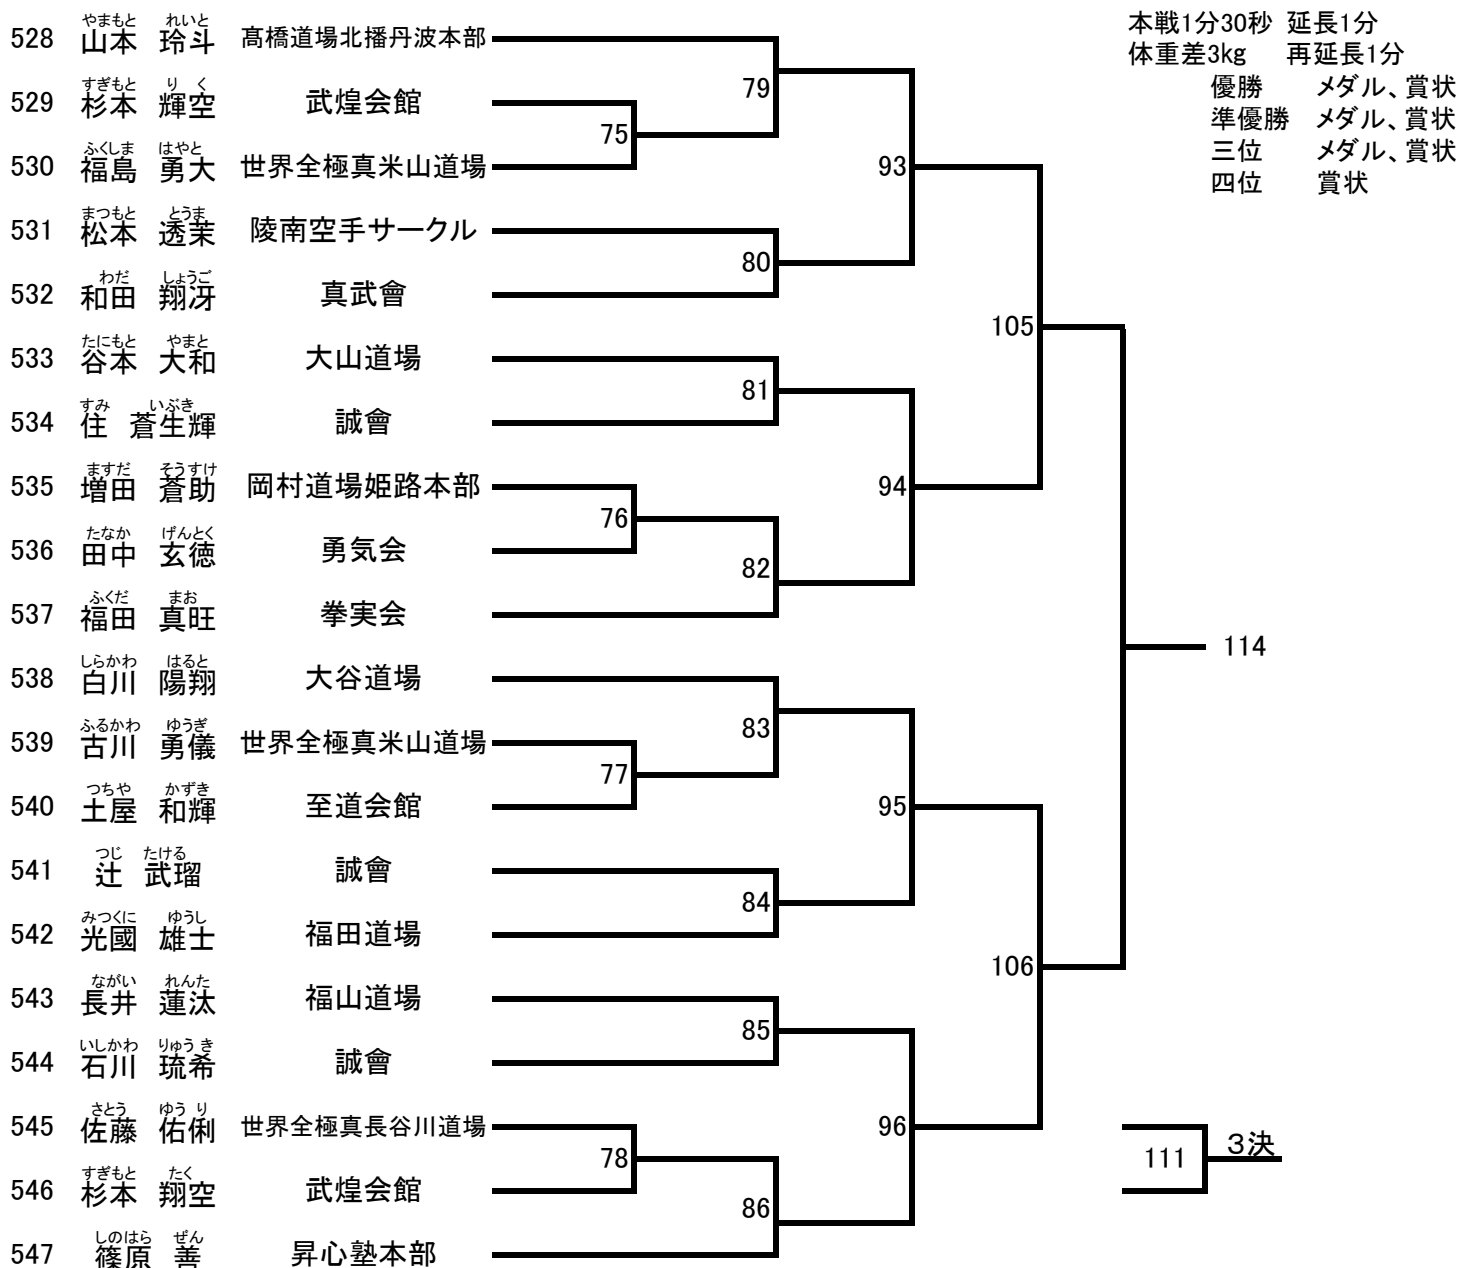 本戦1分30秒 延長1分
体重差3kg 再延長1分
優勝 メダル、賞状
準優勝 メダル、賞状
三位 メダル、賞状
四位 賞状
やまもと れいと
528 山本 玲斗 髙橋道場北播丹波本部
すぎもと り く
529 杉本 輝空 武煌会館
ふくしま はやと
530 福島 勇大 世界全極真米山道場
まつもと とうま
531 松本 透茉 陵南空手サークル
わだ しょうご
532 和田 翔冴 真武會
たにもと やまと
533 谷本 大和 大山道場
すみ いぶき
534 住 蒼生輝 誠會
ますだ そうすけ
535 増田 蒼助 岡村道場姫路本部
たなか げんとく
536 田中 玄徳 勇気会
ふくだ まお
537 福田 真旺 拳実会
しらかわ はると
538 白川 陽翔 大谷道場
ふるかわ ゆうぎ
539 古川 勇儀 世界全極真米山道場
つちや かずき
540 土屋 和輝 至道会館
つじ たける
541 辻 武瑠 誠會
みつくに ゆうし
542 光國 雄士 福田道場
ながい れんた
543 長井 蓮汰 福山道場
いしかわ りゅう き
544 石川 琉希 誠會
さとう ゆう り
545 佐藤 佑俐 世界全極真長谷川道場
すぎもと たく
546 杉本 翔空 武煌会館
しのはら ぜん
547 篠原 善 昇心塾本部
75
76
77
78
79
80
81
82
83
84
85
86
93
94
95
96
105
106
114
111 3決